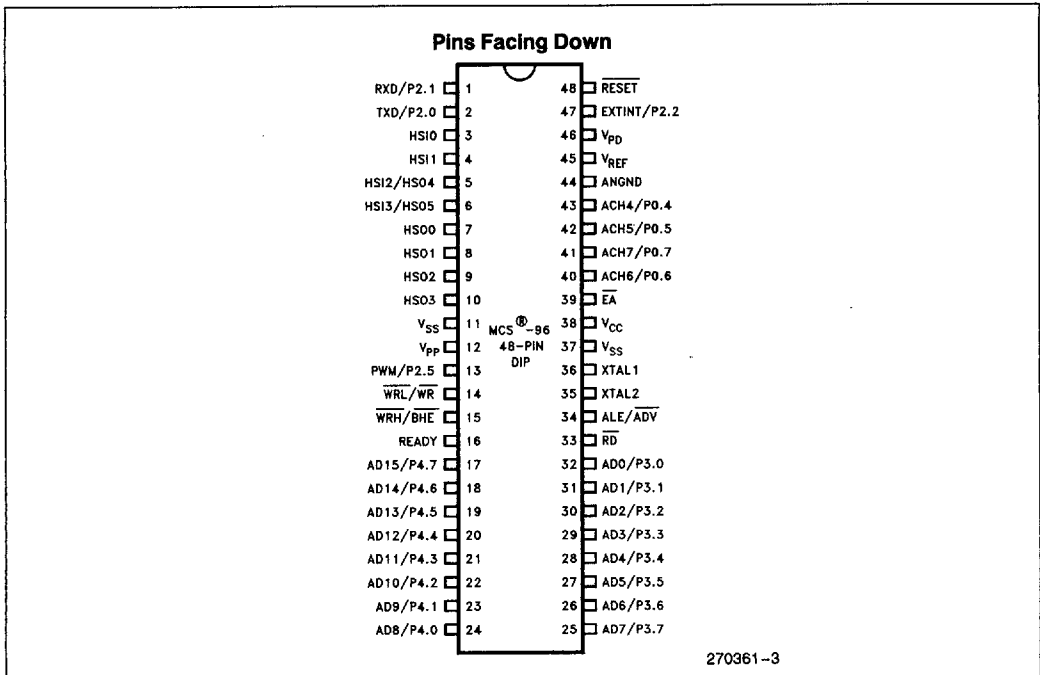 Pins Facing Down
RXD/P2.1 1 48 RESET
TXD/P2.0 2 47 EXTINT/P2.2
HSI0 3 46 VPD
HSI1 4 45 VREF
HSI2/HSO4 5 44 ANGND
HSI3/HSO5 6 43 ACH4/P0.4
HSO0 7 42 ACH5/P0.5
HSO1 8 41 ACH7/P0.7
HSO2 9 40 ACH6/P0.6
HSO3 10 39 EA
VSS 11 MCS®-96 38 VCC
VPP 12 48-PIN 37 VSS
DIP
PWM/P2.5 13 36 XTAL1
WRL/WR 14 35 XTAL2
WRH/BHE 15 34 ALE/ADV
READY 16 33 RD
AD15/P4.7 17 32 AD0/P3.0
AD14/P4.6 18 31 AD1/P3.1
AD13/P4.5 19 30 AD2/P3.2
AD12/P4.4 20 29 AD3/P3.3
AD11/P4.3 21 28 AD4/P3.4
AD10/P4.2 22 27 AD5/P3.5
AD9/P4.1 23 26 AD6/P3.6
AD8/P4.0 24 25 AD7/P3.7
270361-3